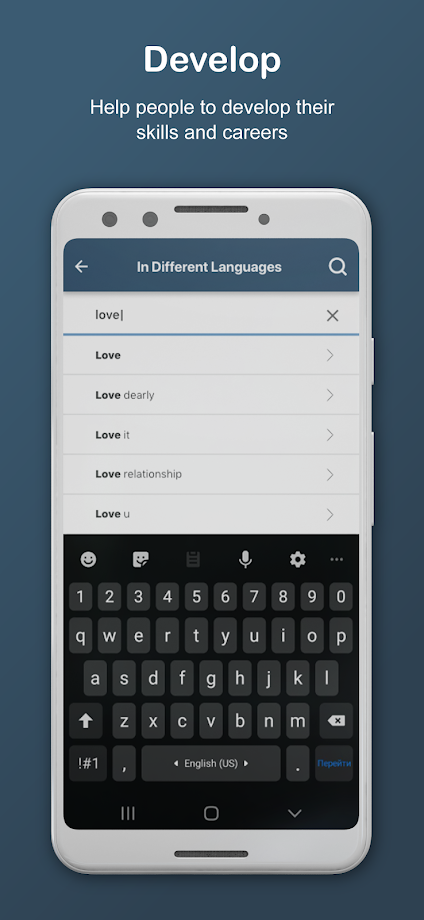 Develop
Help people to develop their
skills and careers
In Different Languages
love
Love
Love dearly
Love it
Love relationship
Love u
1 2 3 4 5 6 7 8 9 0
q w e r t y u i o p
a s d f g h j k l
z x c v b n m
!#1 , English (US) . Перейти